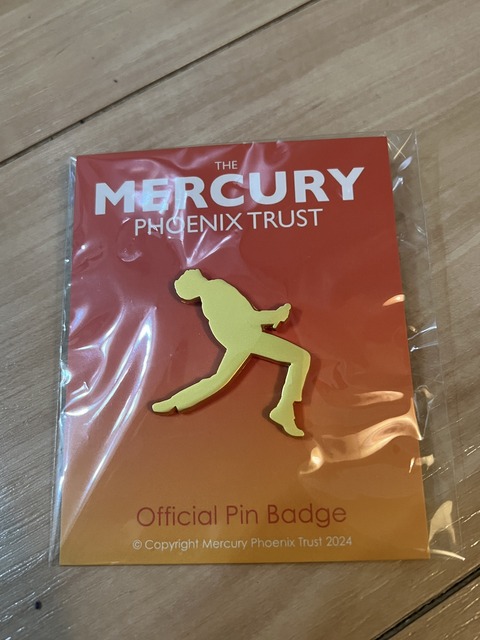 THE
MERCURY
PHOENIX TRUST
Official Pin Badge
© Copyright Mercury Phoenix Trust 2024